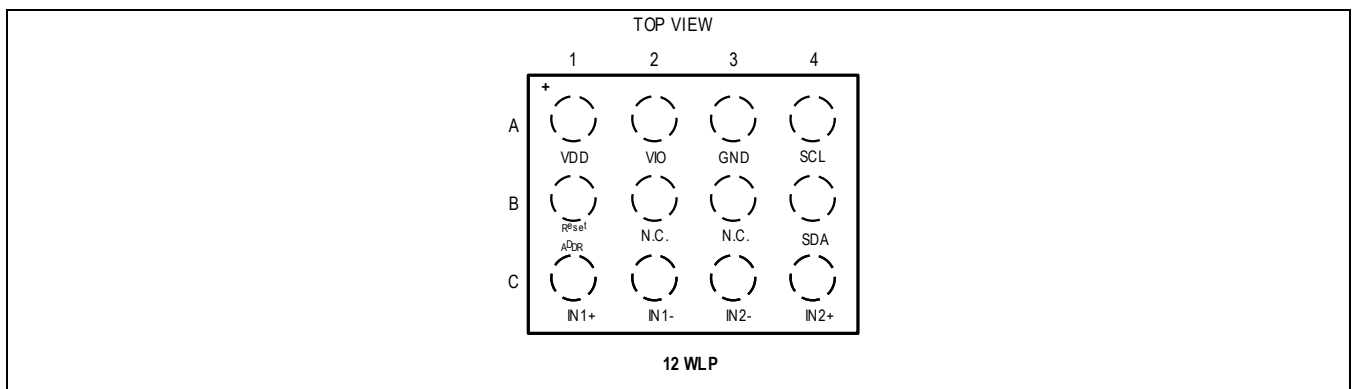 TOP VIEW
1 2 3 4
+
A
VDD VIO GND SCL
B
Reset
ADDR N.C. N.C. SDA
C
IN1+ IN1- IN2- IN2+
12 WLP